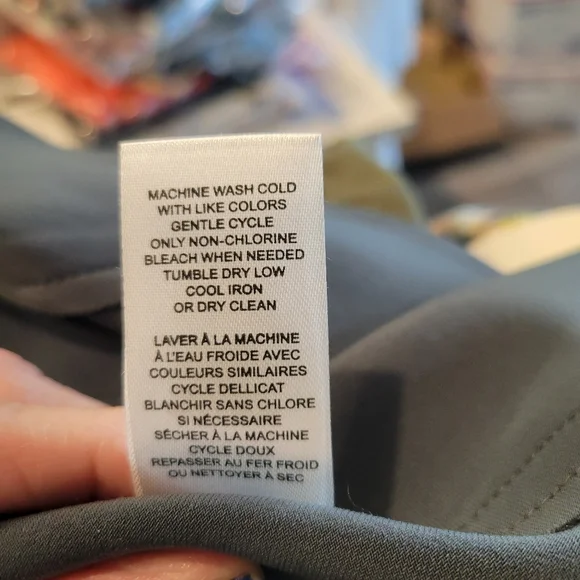 MACHINE WASH COLD
WITH LIKE COLORS
GENTLE CYCLE
ONLY NON-CHLORINE
BLEACH WHEN NEEDED
TUMBLE DRY LOW
COOL IRON
OR DRY CLEAN
LAVER À LA MACHINE
À L'EAU FROIDE AVEC
COULEURS SIMILAIRES
CYCLE DELLICAT
BLANCHIR SANS CHLORE
SI NÉCESSAIRE
SÉCHER À LA MACHINE
CYCLE DOUX
REPASSER AU FER FROID
OU NETTOYER À SEC